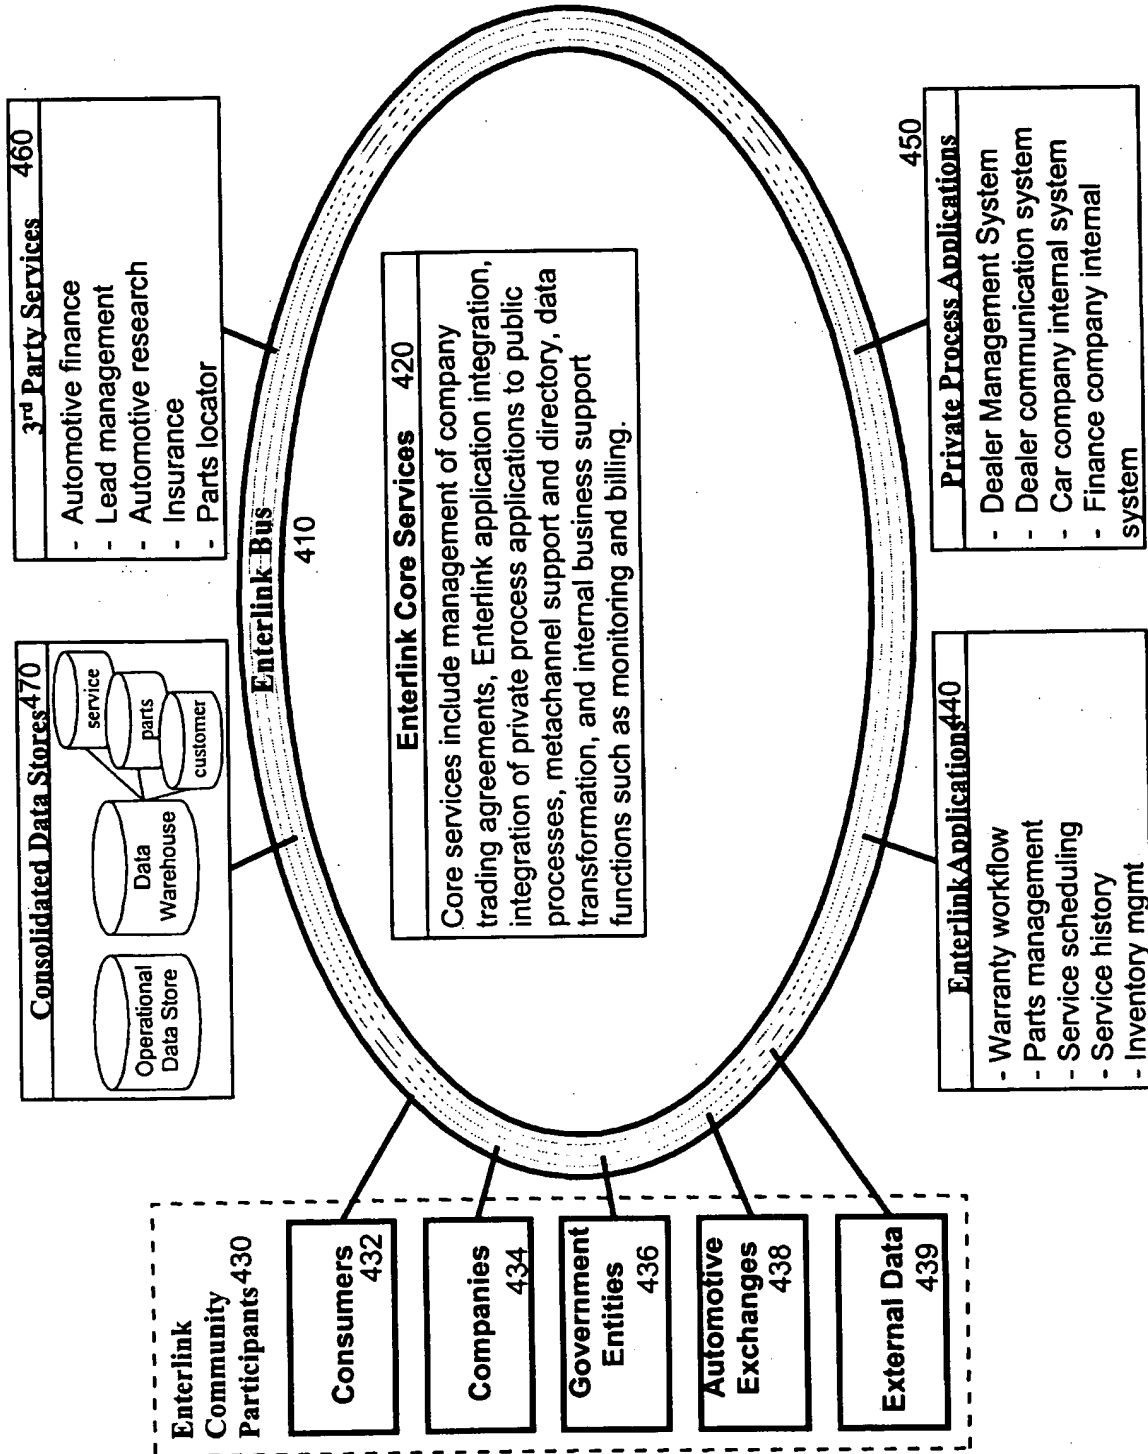 Enterlink
Community
Participants 430
Consumers
432
Companies
434
Government
Entities
436
Automotive
Exchanges
438
External Data
439
Consolidated Data Stores 470
Operational
Data Store
Data
Warehouse
service
parts
customer
3rd Party Services 460
- Automotive finance
- Lead management
- Automotive research
- Insurance
- Parts locator
Enterlink Bus
410
Enterlink Core Services 420
Core services include management of company
trading agreements, Enterlink application integration,
integration of private process applications to public
processes, metachannel support and directory, data
transformation, and internal business support
functions such as monitoring and billing.
Enterlink Applications 440
- Warranty workflow
- Parts management
- Service scheduling
- Service history
- Inventory mgmt
450
Private Process Applications
- Dealer Management System
- Dealer communication system
- Car company internal system
- Finance company internal
system